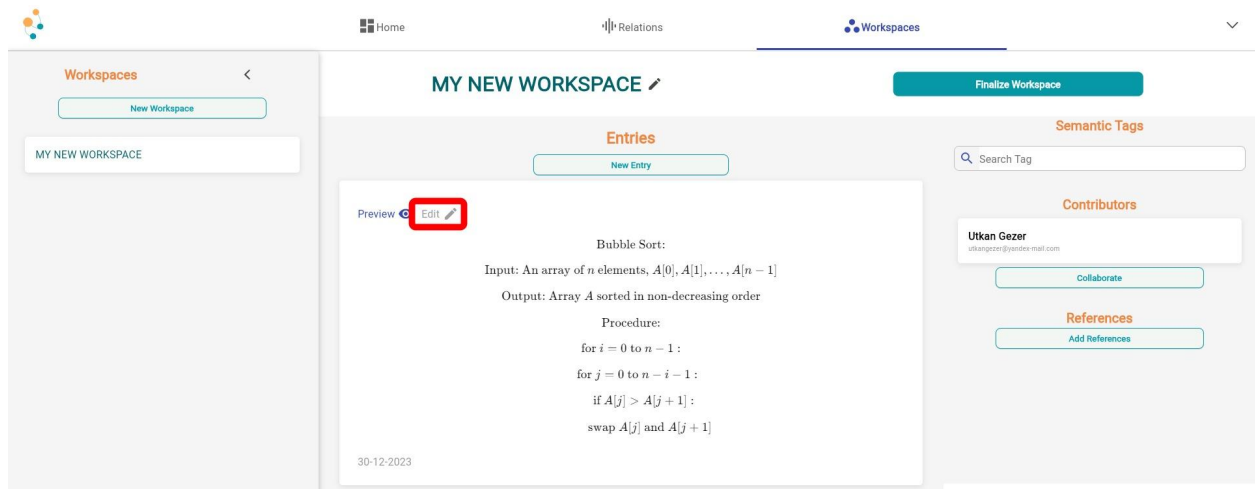 Home
Relations
Workspaces
Workspaces
New Workspace
MY NEW WORKSPACE
MY NEW WORKSPACE
Finalize Workspace
Entries
New Entry
Preview Edit
Bubble Sort:
Input: An array of n elements, A[0], A[1], . . . , A[n − 1]
Output: Array A sorted in non-decreasing order
Procedure:
for i = 0 to n − 1 :
for j = 0 to n − i − 1 :
if A[j] > A[j + 1] :
swap A[j] and A[j + 1]
30-12-2023
Semantic Tags
Search Tag
Contributors
Utkan Gezer
utkangezer@yandex-mail.com
Collaborate
References
Add References